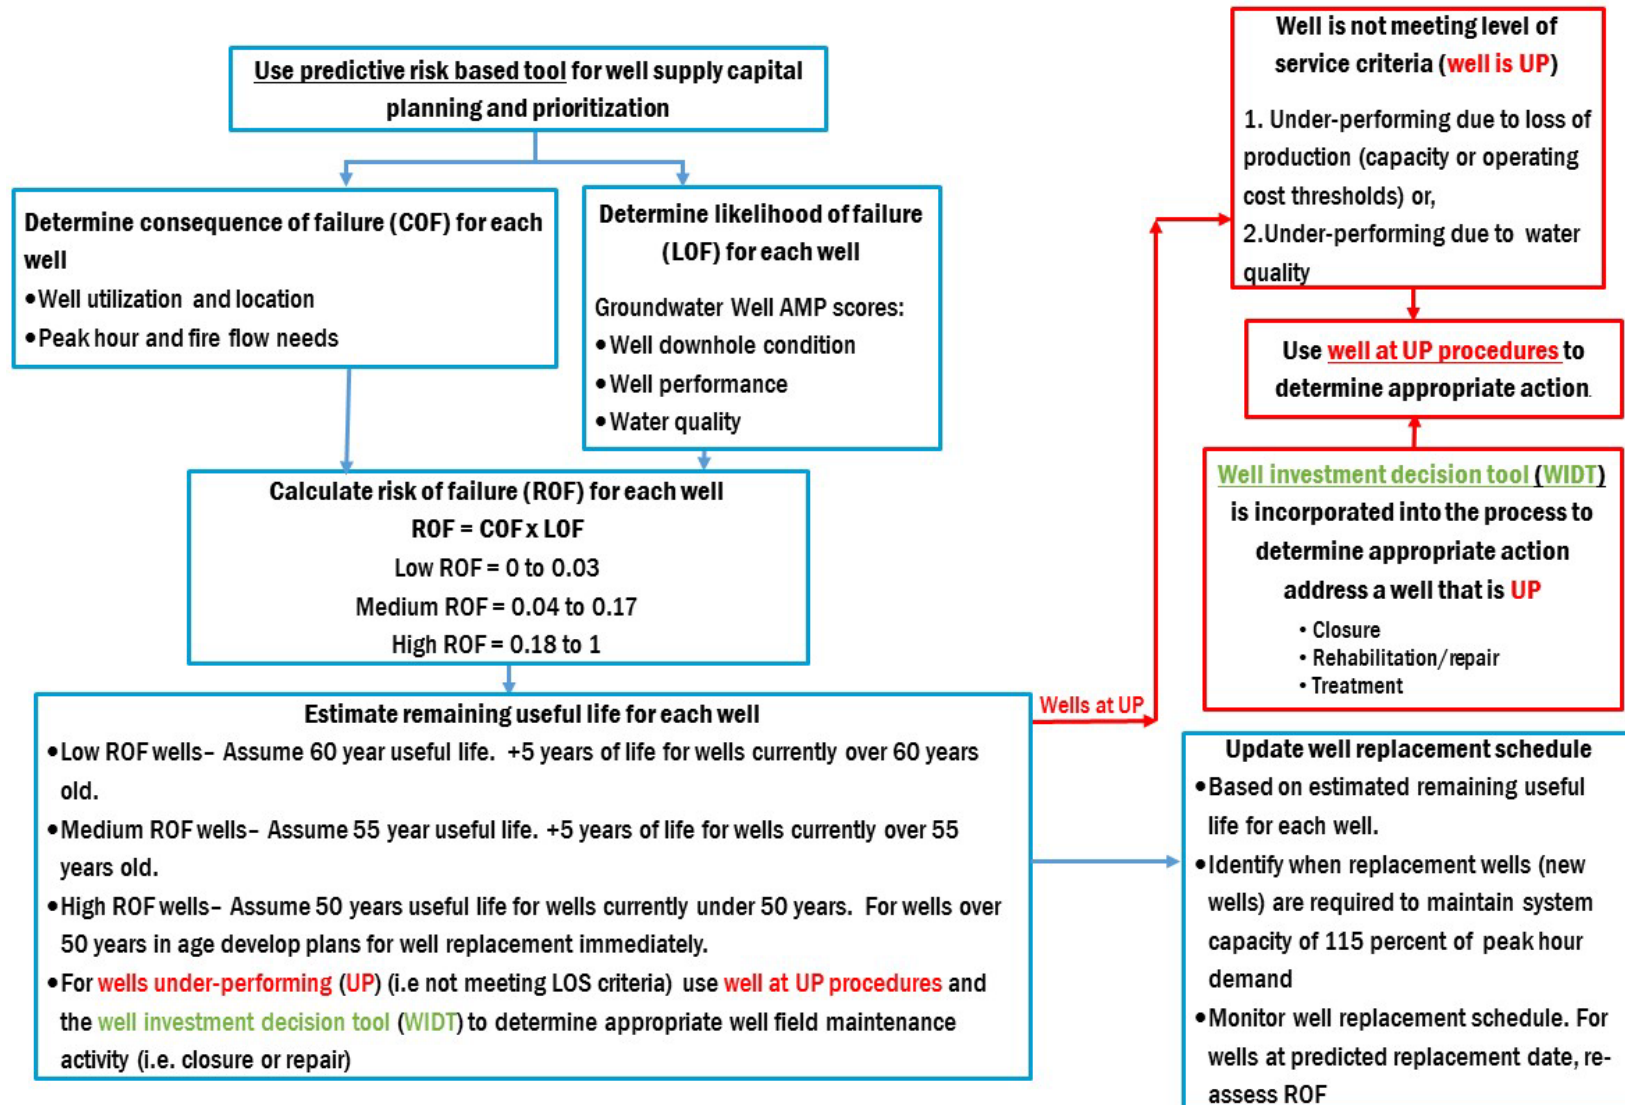 Use predictive risk based tool for well supply capital
planning and prioritization
Determine consequence of failure (COF) for each
well
•Well utilization and location
•Peak hour and fire flow needs
Determine likelihood of failure
(LOF) for each well
Groundwater Well AMP scores:
•Well downhole condition
•Well performance
•Water quality
Calculate risk of failure (ROF) for each well
ROF = COF x LOF
Low ROF = 0 to 0.03
Medium ROF = 0.04 to 0.17
High ROF = 0.18 to 1
Estimate remaining useful life for each well
•Low ROF wells– Assume 60 year useful life. +5 years of life for wells currently over 60 years
old.
•Medium ROF wells– Assume 55 year useful life. +5 years of life for wells currently over 55
years old.
•High ROF wells– Assume 50 years useful life for wells currently under 50 years. For wells over
50 years in age develop plans for well replacement immediately.
•For wells under-performing (UP) (i.e not meeting LOS criteria) use well at UP procedures and
the well investment decision tool (WIDT) to determine appropriate well field maintenance
activity (i.e. closure or repair)
Wells at UP
Well is not meeting level of
service criteria (well is UP)
1. Under-performing due to loss of
production (capacity or operating
cost thresholds) or,
2.Under-performing due to water
quality
Use well at UP procedures to
determine appropriate action.
Well investment decision tool (WIDT)
is incorporated into the process to
determine appropriate action
address a well that is UP
• Closure
• Rehabilitation/repair
• Treatment
Update well replacement schedule
•Based on estimated remaining useful
life for each well.
•Identify when replacement wells (new
wells) are required to maintain system
capacity of 115 percent of peak hour
demand
•Monitor well replacement schedule. For
wells at predicted replacement date, re-
assess ROF